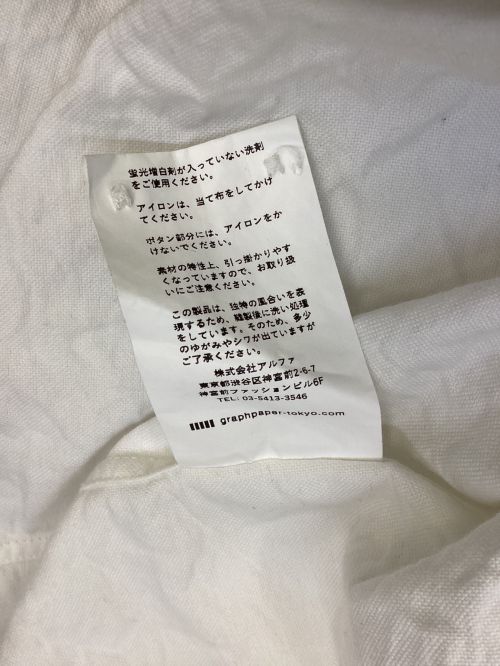 蛍光増白剤が入っていない洗剤
をご使用ください。
アイロンは、当て布をしてかけ
てください。
ボタン部分には、アイロンをか
けないでください。
素材の特性上、引っ掛かりやす
くなっていますので、お取り扱
いにご注意ください。
この製品は、独特の風合いを表
現するため、縫製後に洗い処理
をしています。そのため、多少
のゆがみやシワが出ていますが
ご了承ください。
株式会社アルファ
東京都渋谷区神宮前2-6-7
神宮前ファッションビル6F
TEL: 03-5413-3546
graphpaper-tokyo.com